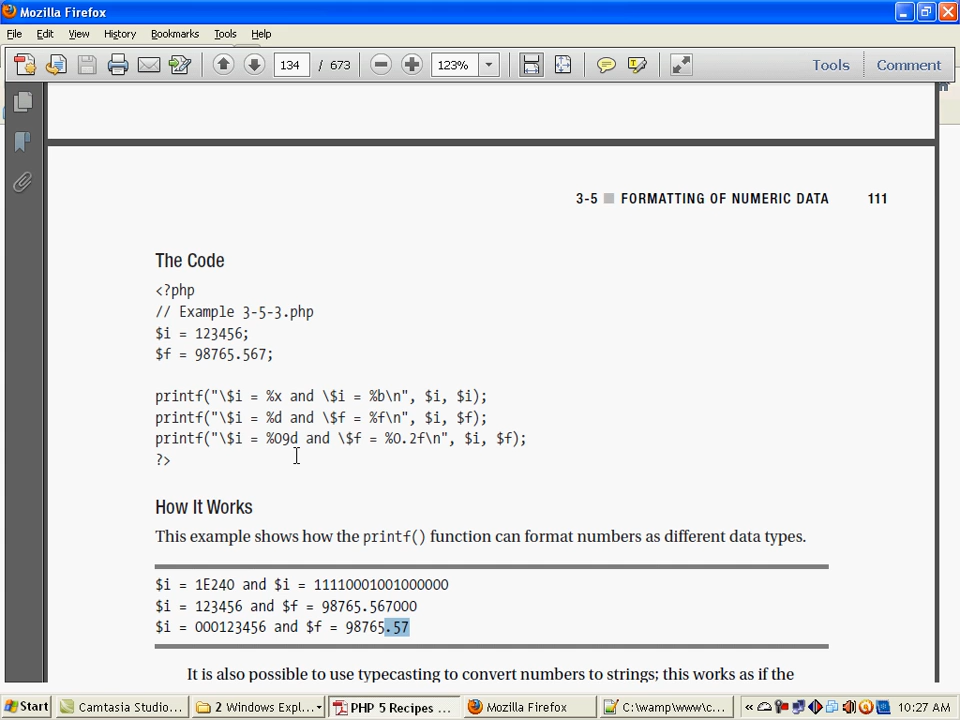 Mozilla Firefox
File Edit View History Bookmarks Tools Help
134 / 673 123% Tools Comment
3-5 FORMATTING OF NUMERIC DATA 111
The Code
<?php
// Example 3-5-3.php
$i = 123456;
$f = 98765.567;
printf("\$i = %x and \$i = %b\n", $i, $i);
printf("\$i = %d and \$f = %f\n", $i, $f);
printf("\$i = %09d and \$f = %0.2f\n", $i, $f);
?>
How It Works
This example shows how the printf() function can format numbers as different data types.
$i = 1E240 and $i = 11110001001000000
$i = 123456 and $f = 98765.567000
$i = 000123456 and $f = 98765.57
It is also possible to use typecasting to convert numbers to strings; this works as if the
Start Camtasia Studio... 2 Windows Expl... PHP 5 Recipes ... Mozilla Firefox C:\wamp\www\c... 10:27 AM